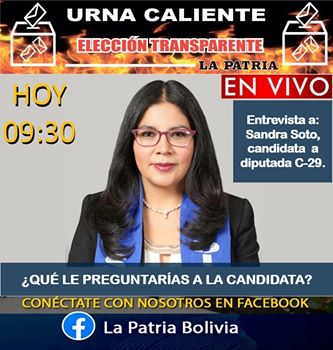 URNA CALIENTE
ELECCIÓN TRANSPARENTE
LA PATRIA
EN VIVO
HOY
09:30
Entrevista a:
Sandra Soto,
candidata a
diputada C-29.
¿QUÉ LE PREGUNTARÍAS A LA CANDIDATA?
CONÉCTATE CON NOSOTROS EN FACEBOOK
La Patria Bolivia